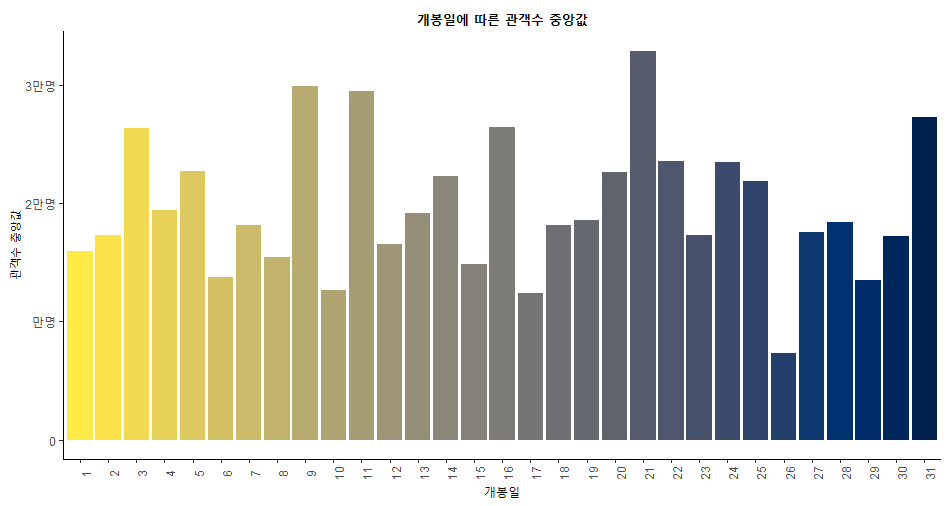 개봉일에 따른 관객수 중앙값
관객수 중앙값
3만명
2만명
만명
0
1 2 3 4 5 6 7 8 9 10 11 12 13 14 15 16 17 18 19 20 21 22 23 24 25 26 27 28 29 30 31
개봉일